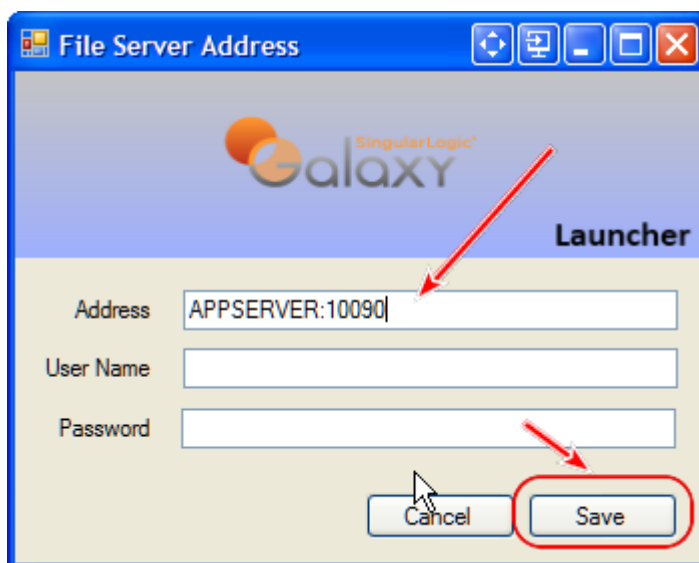 File Server Address
SingularLogic
Galaxy
Launcher
Address APPSERVER:10090
User Name
Password
Cancel Save